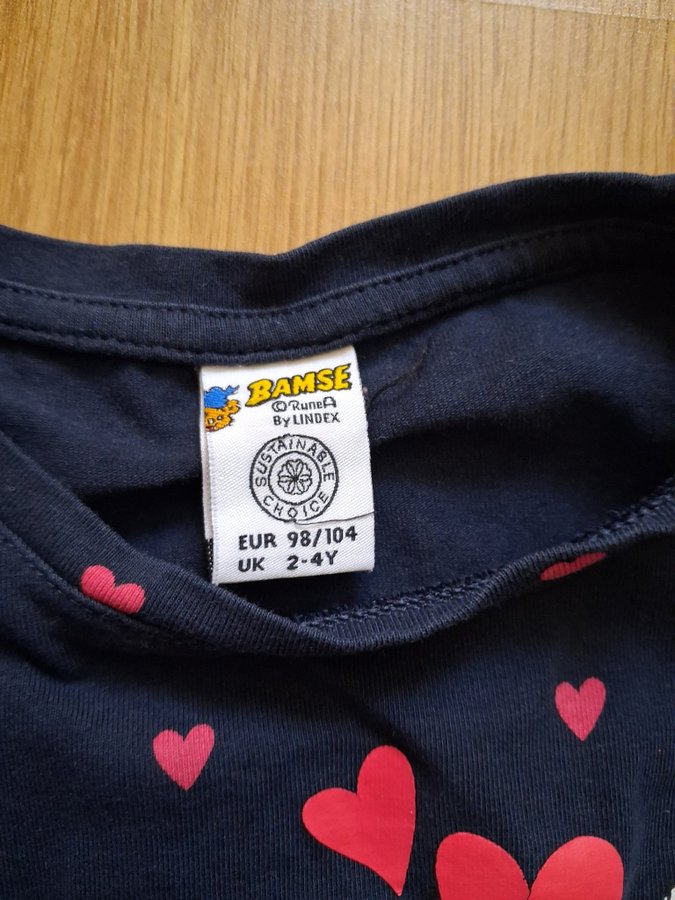 BAMSE
©RuneA
By LINDEX
SUSTAINABLE
CHOICE
EUR 98/104
UK 2-4Y